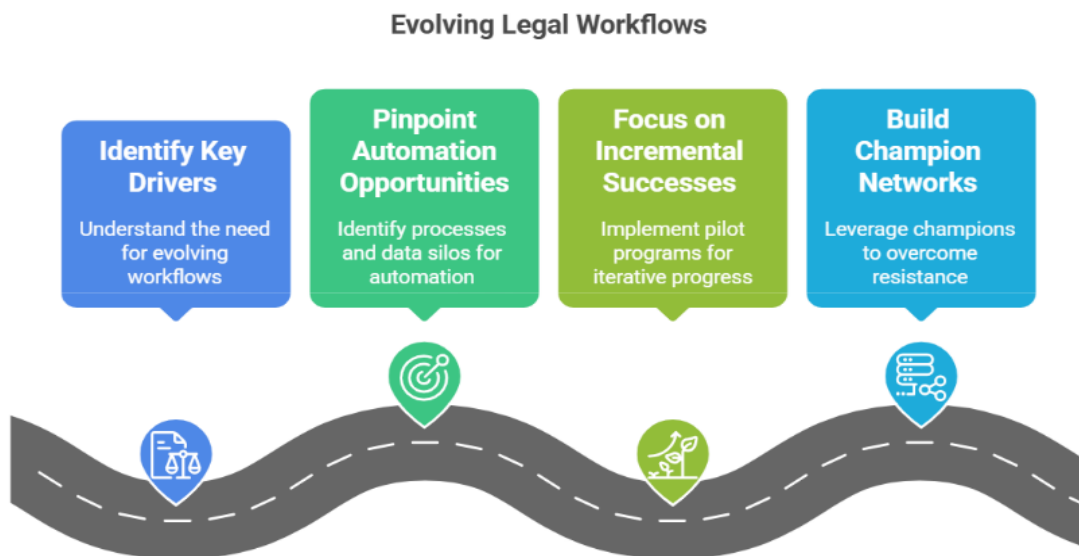 Evolving Legal Workflows
Identify Key
Drivers
Understand the need
for evolving
workflows
Pinpoint
Automation
Opportunities
Identify processes
and data silos for
automation
Focus on
Incremental
Successes
Implement pilot
programs for
iterative progress
Build
Champion
Networks
Leverage champions
to overcome
resistance